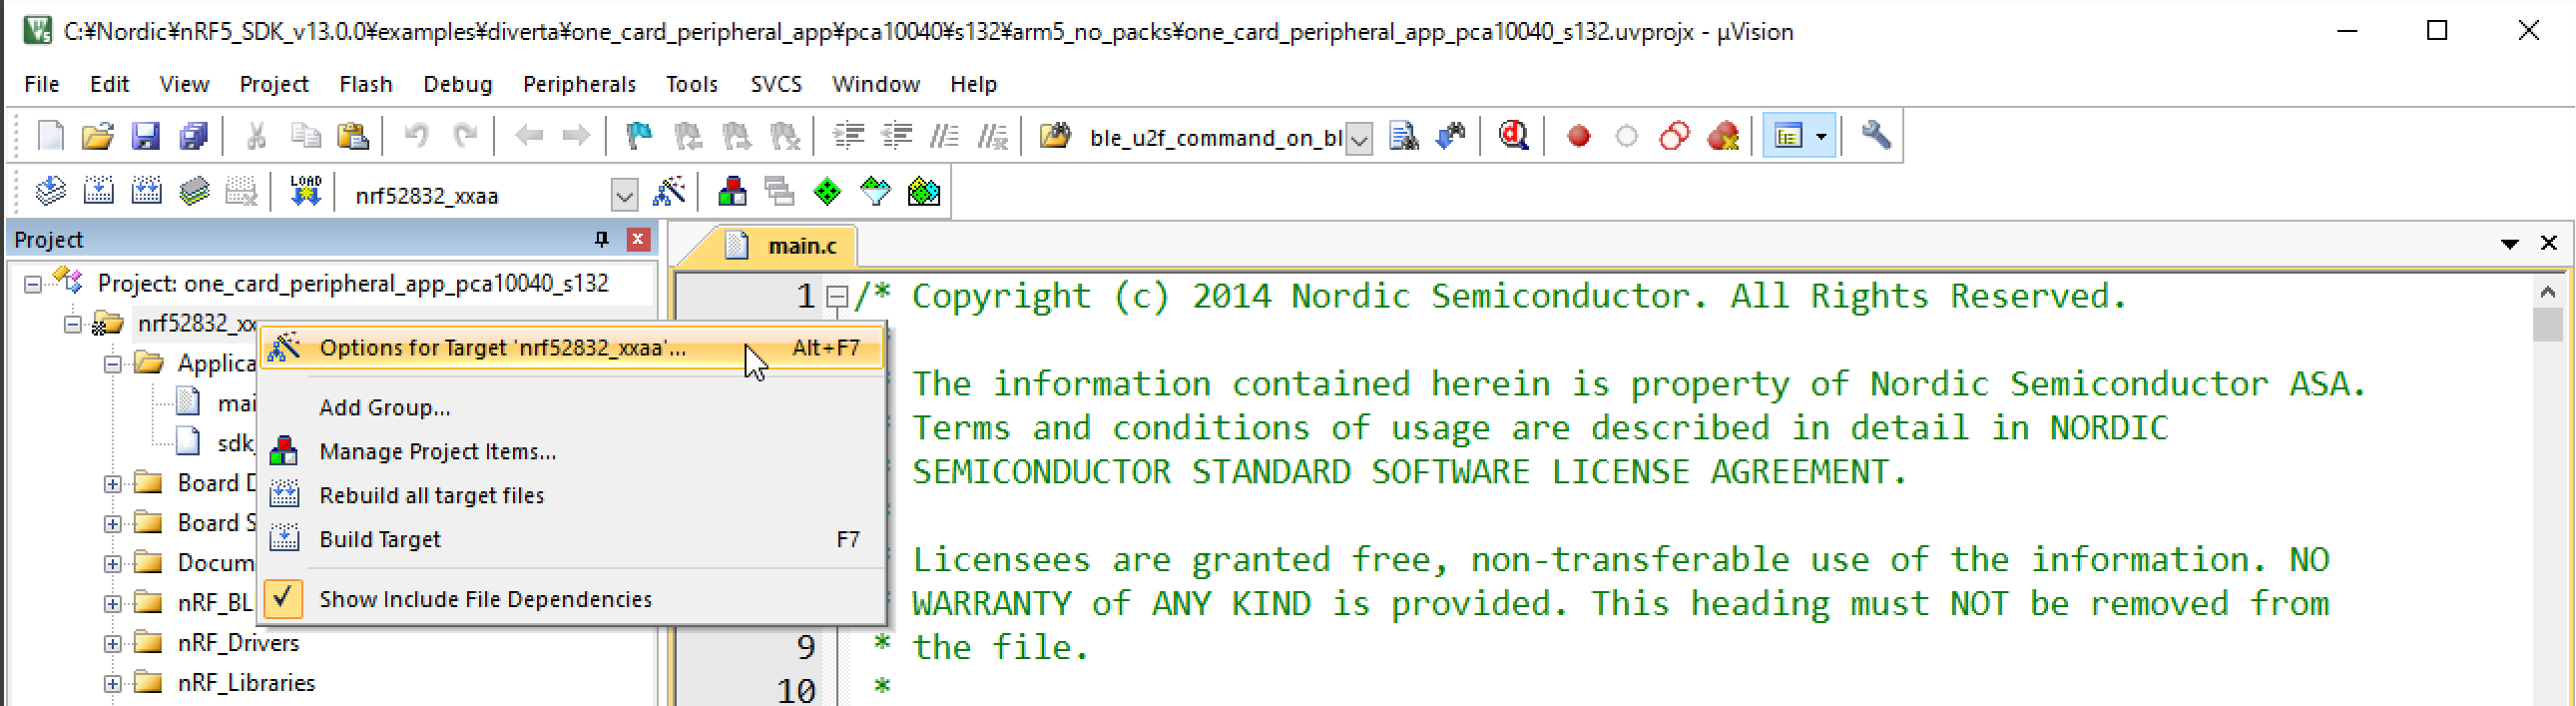 C:¥Nordic¥nRF5_SDK_v13.0.0¥examples¥diverta¥one_card_peripheral_app¥pca10040¥s132¥arm5_no_packs¥one_card_peripheral_app_pca10040_s132.uvprojx - µVision
File Edit View Project Flash Debug Peripherals Tools SVCS Window Help
ble_u2f_command_on_bl
LOAD nrf52832_xxaa
Project
Project: one_card_peripheral_app_pca10040_s132
nrf52832_xx
Applica
mai
sdk_
Board D
Board S
Docum
nRF_BL
nRF_Drivers
nRF_Libraries
Options for Target 'nrf52832_xxaa'... Alt+F7
Add Group...
Manage Project Items...
Rebuild all target files
Build Target F7
Show Include File Dependencies
main.c
1 /* Copyright (c) 2014 Nordic Semiconductor. All Rights Reserved.
The information contained herein is property of Nordic Semiconductor ASA.
Terms and conditions of usage are described in detail in NORDIC
SEMICONDUCTOR STANDARD SOFTWARE LICENSE AGREEMENT.
Licensees are granted free, non-transferable use of the information. NO
WARRANTY of ANY KIND is provided. This heading must NOT be removed from
9 * the file.
10 *